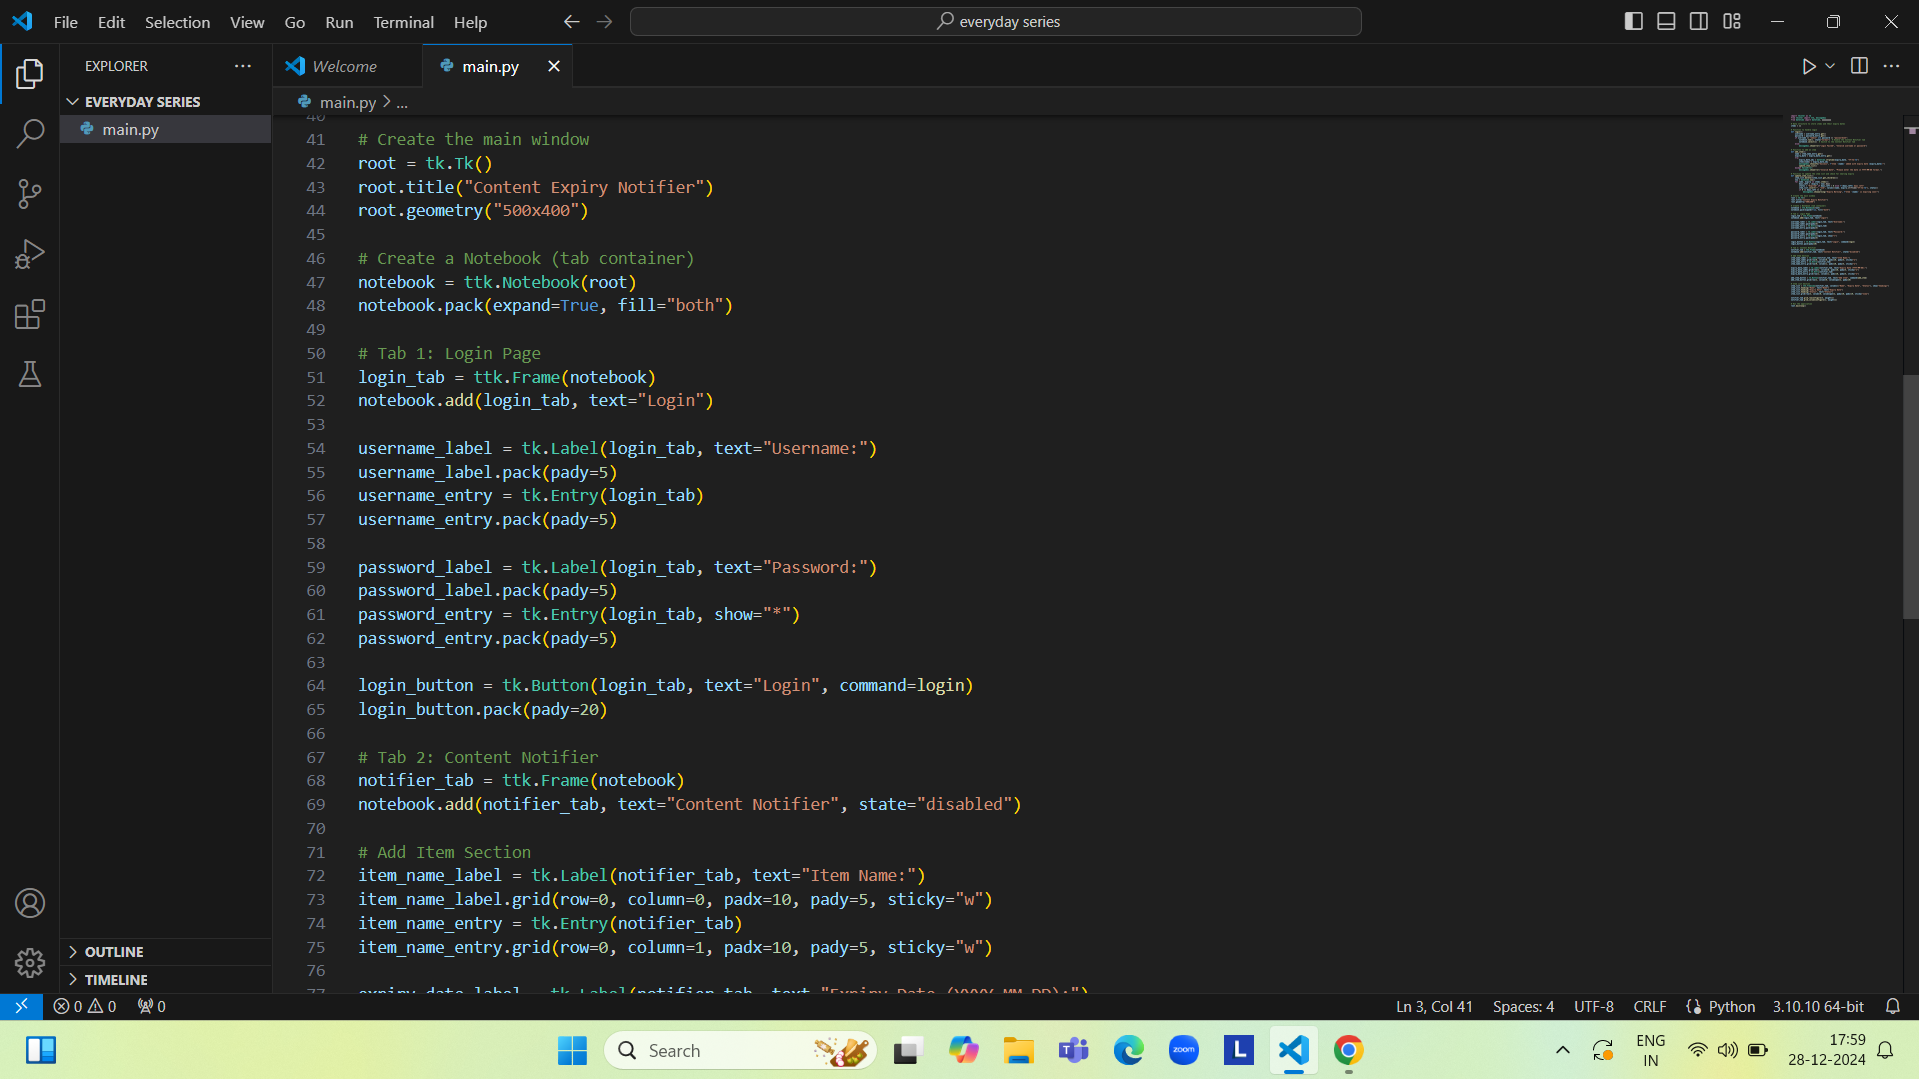 File Edit Selection View Go Run Terminal Help
everyday series
EXPLORER
Welcome
main.py
EVERYDAY SERIES
main.py
main.py > ...
40
41 # Create the main window
42 root = tk.Tk()
43 root.title("Content Expiry Notifier")
44 root.geometry("500x400")
45
46 # Create a Notebook (tab container)
47 notebook = ttk.Notebook(root)
48 notebook.pack(expand=True, fill="both")
49
50 # Tab 1: Login Page
51 login_tab = ttk.Frame(notebook)
52 notebook.add(login_tab, text="Login")
53
54 username_label = tk.Label(login_tab, text="Username:")
55 username_label.pack(pady=5)
56 username_entry = tk.Entry(login_tab)
57 username_entry.pack(pady=5)
58
59 password_label = tk.Label(login_tab, text="Password:")
60 password_label.pack(pady=5)
61 password_entry = tk.Entry(login_tab, show="*")
62 password_entry.pack(pady=5)
63
64 login_button = tk.Button(login_tab, text="Login", command=login)
65 login_button.pack(pady=20)
66
67 # Tab 2: Content Notifier
68 notifier_tab = ttk.Frame(notebook)
69 notebook.add(notifier_tab, text="Content Notifier", state="disabled")
70
71 # Add Item Section
72 item_name_label = tk.Label(notifier_tab, text="Item Name:")
73 item_name_label.grid(row=0, column=0, padx=10, pady=5, sticky="w")
74 item_name_entry = tk.Entry(notifier_tab)
75 item_name_entry.grid(row=0, column=1, padx=10, pady=5, sticky="w")
76
77 expiry_date_label = tk.Label(notifier_tab, text="Expiry Date (YYYY-MM-DD):")
OUTLINE
TIMELINE
0 0 0
Ln 3, Col 41 Spaces: 4 UTF-8 CRLF Python 3.10.10 64-bit
Search
zoom
L
ENG
IN
17:59
28-12-2024